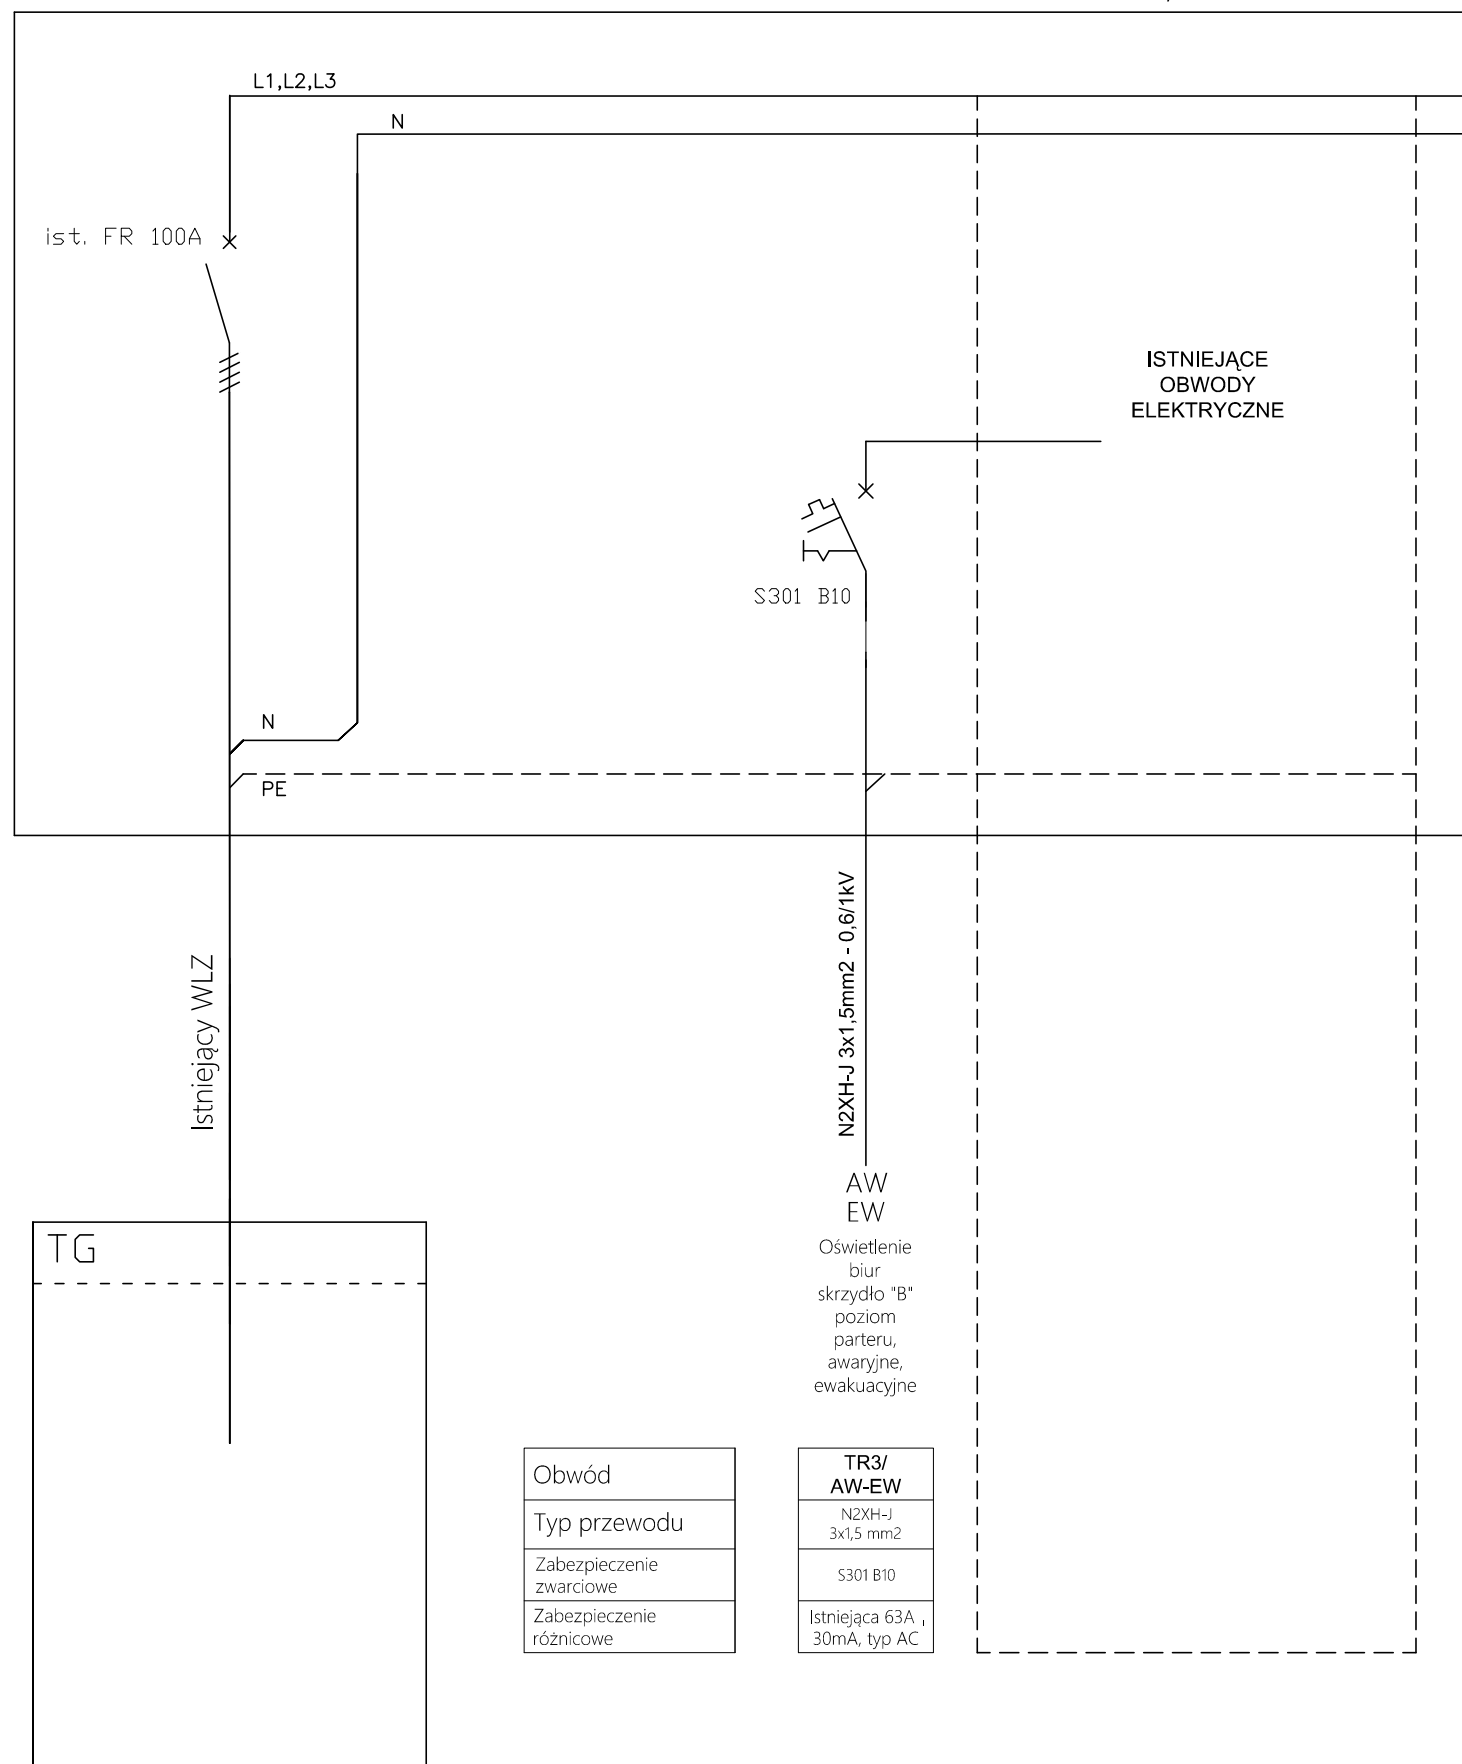 L1,L2,L3
N
ist. FR 100A
ISTNIEJĄCE
OBWODY
ELEKTRYCZNE
S301 B10
N
PE
Istniejący WLZ
N2XH-J 3x1,5mm2 - 0,6/1kV
AW
EW
TG
Oświetlenie
biur
skrzydło "B"
poziom
parteru,
awaryjne,
ewakuacyjne
Obwód
TR3/
AW-EW
Typ przewodu
N2XH-J
3x1,5 mm2
Zabezpieczenie
zwarciowe
S301 B10
Zabezpieczenie
różnicowe
Istniejąca 63A ,
30mA, typ AC